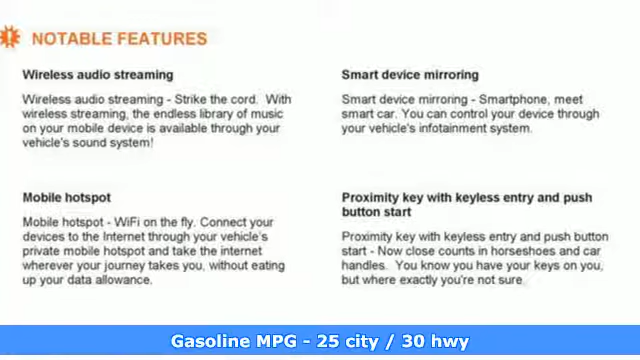 NOTABLE FEATURES
Wireless audio streaming
Wireless audio streaming - Strike the cord. With
wireless streaming, the endless library of music
on your mobile device is available through your
vehicle's sound system!
Smart device mirroring
Smart device mirroring - Smartphone, meet
smart car. You can control your device through
your vehicle's infotainment system.
Mobile hotspot
Mobile hotspot - WiFi on the fly. Connect your
devices to the Internet through your vehicle's
private mobile hotspot and take the internet
wherever your journey takes you, without eating
up your data allowance.
Proximity key with keyless entry and push
button start
Proximity key with keyless entry and push button
start - Now close counts in horseshoes and car
handles. You know you have your keys on you,
but where exactly you're not sure.
Gasoline MPG - 25 city / 30 hwy